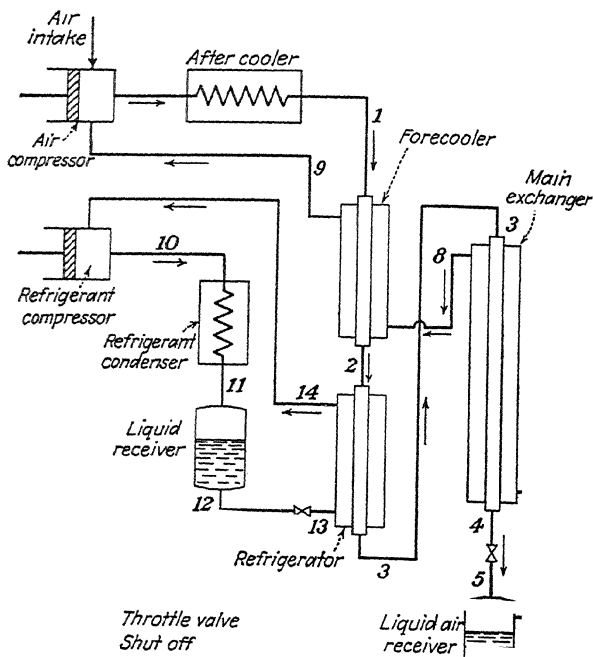 Air
intake
After cooler
1
Air
compressor
9
Forecooler
Main
exchanger
3
8
10
Refrigerant
compressor
Refrigerant
condenser
2
11
14
Liquid
receiver
12
13
Refrigerator
3
4
5
Throttle valve
Shut off
Liquid air
receiver